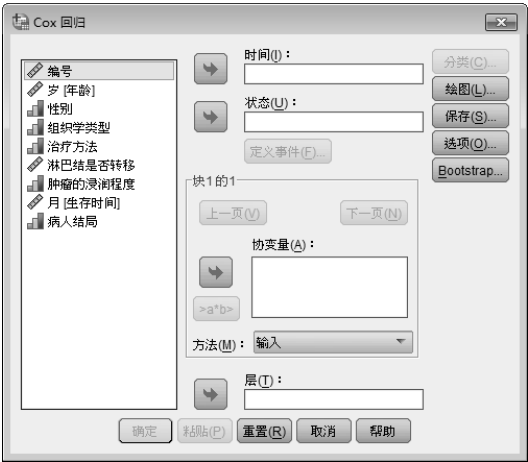 Cox 回归
编号
岁 [年龄]
性别
组织学类型
治疗方法
淋巴结是否转移
肿瘤的浸润程度
月 [生存时间]
病人结局
时间(I)：
状态(U)：
定义事件(F)...
块1的1
上一页(V)
下一页(N)
协变量(A)：
>a*b>
方法(M)：
输入
层(T)：
分类(C)...
绘图(L)...
保存(S)...
选项(O)...
Bootstrap...
确定
粘贴(P)
重置(R)
取消
帮助